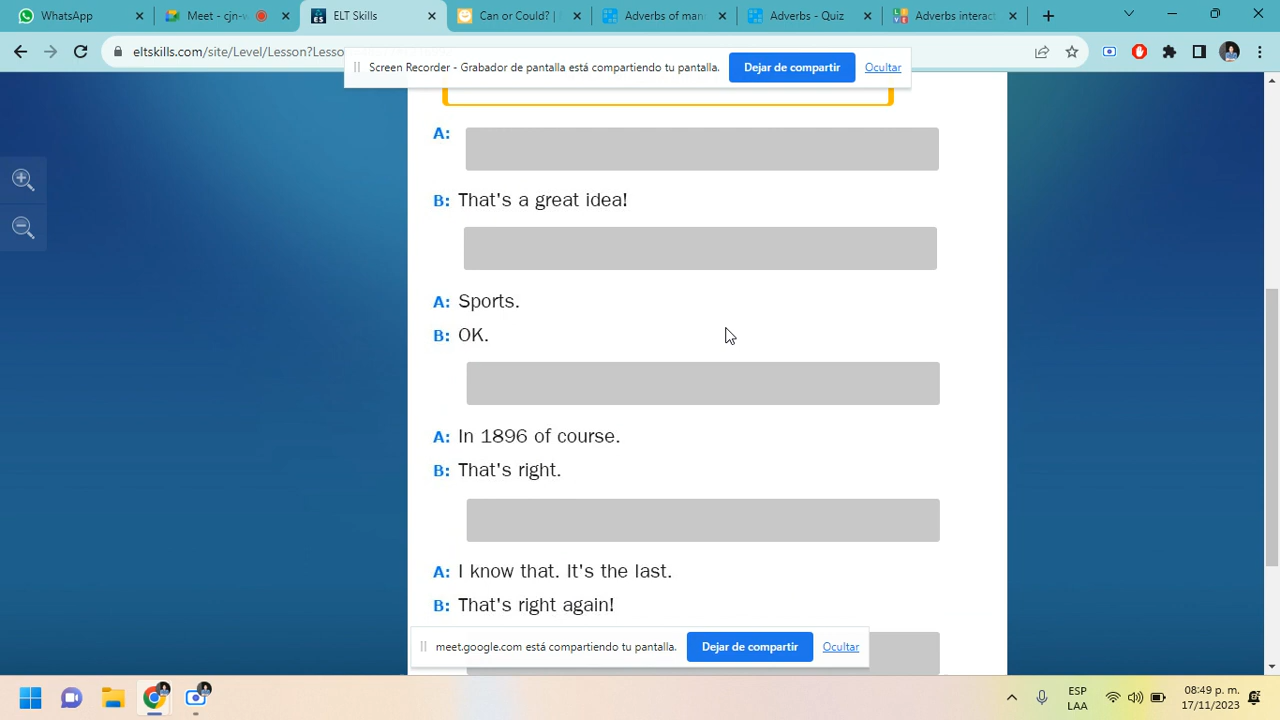 WhatsApp
Meet - cjn-w
ELT Skills
Can or Could? |
Adverbs of man
Adverbs - Quiz
Adverbs interac
eltskills.com/site/Level/Lesson?Lesso
Screen Recorder - Grabador de pantalla está compartiendo tu pantalla.
Dejar de compartir
Ocultar
A:
B: That's a great idea!
A: Sports.
B: OK.
A: In 1896 of course.
B: That's right.
A: I know that. It's the last.
B: That's right again!
meet.google.com está compartiendo tu pantalla.
Dejar de compartir
Ocultar
ESP
LAA
08:49 p. m.
17/11/2023